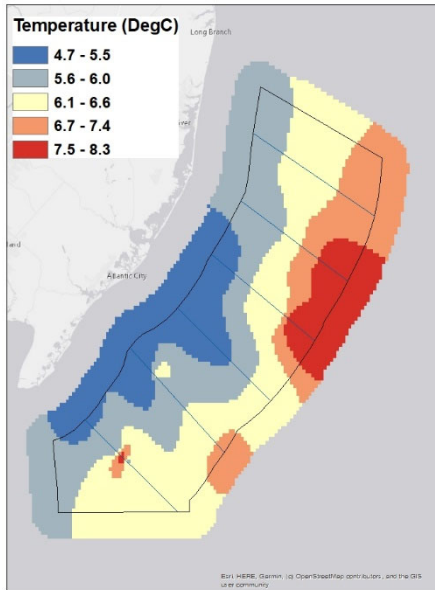 Temperature (DegC)
4.7 - 5.5
5.6 - 6.0
6.1 - 6.6
6.7 - 7.4
7.5 - 8.3
Long Branch
Atlantic City
Esri, HERE, Garmin, (c) OpenStreetMap contributors, and the GIS
user community